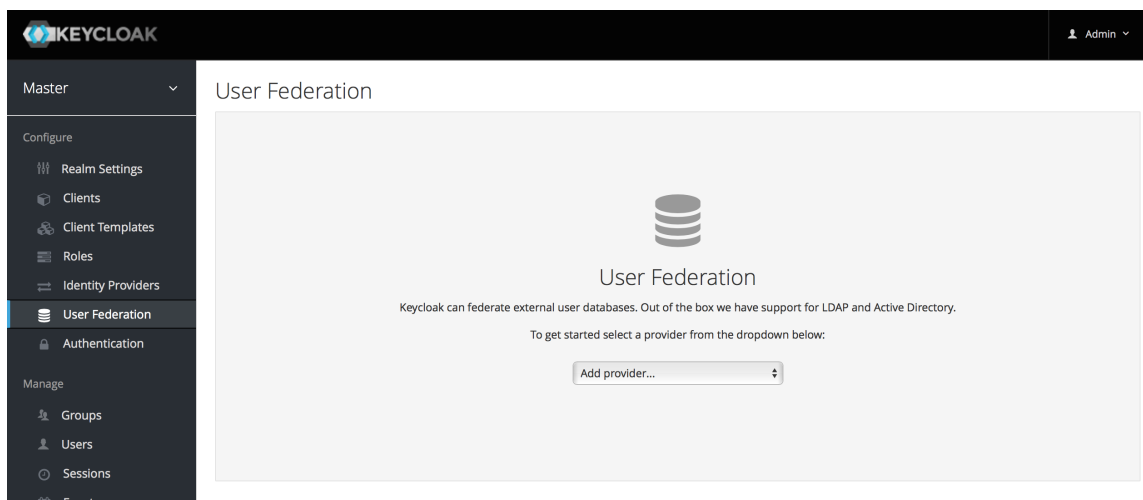 KEYCLOAK
Admin
Master
User Federation
Configure
Realm Settings
Clients
Client Templates
Roles
Identity Providers
User Federation
Authentication
Manage
Groups
Users
Sessions
User Federation
Keycloak can federate external user databases. Out of the box we have support for LDAP and Active Directory.
To get started select a provider from the dropdown below:
Add provider...